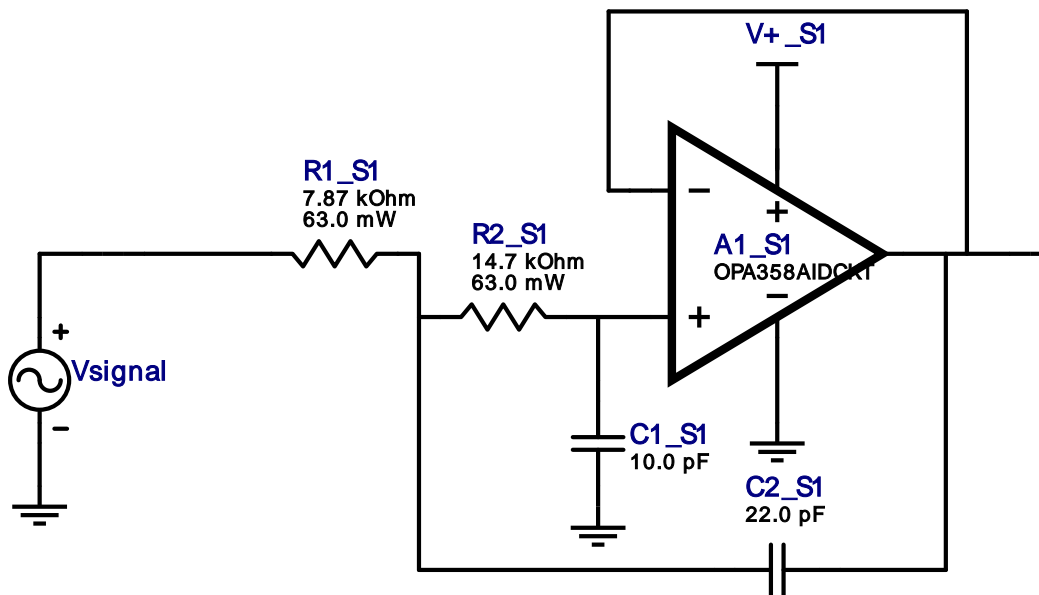 V+_S1
R1_S1
7.87 kOhm
63.0 mW
R2_S1
14.7 kOhm
63.0 mW
−
+
A1_S1
OPA358AIDCKT
−
+
+
Vsignal
−
C1_S1
10.0 pF
C2_S1
22.0 pF